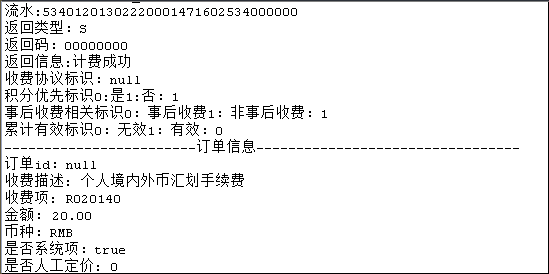 流水:53401201302220001471602534000000
返回类型: S
返回码: 00000000
返回信息:计费成功
收费协议标识: null
积分优先标识0:是1:否: 1
事后收费相关标识0: 事后收费1: 非事后收费: 1
累计有效标识0: 无效1: 有效: 0
------------------------订单信息---------------------------------
订单id: null
收费描述: 个人境内外币汇划手续费
收费项: R020140
金额: 20.00
币种: RMB
是否系统项: true
是否人工定价: 0